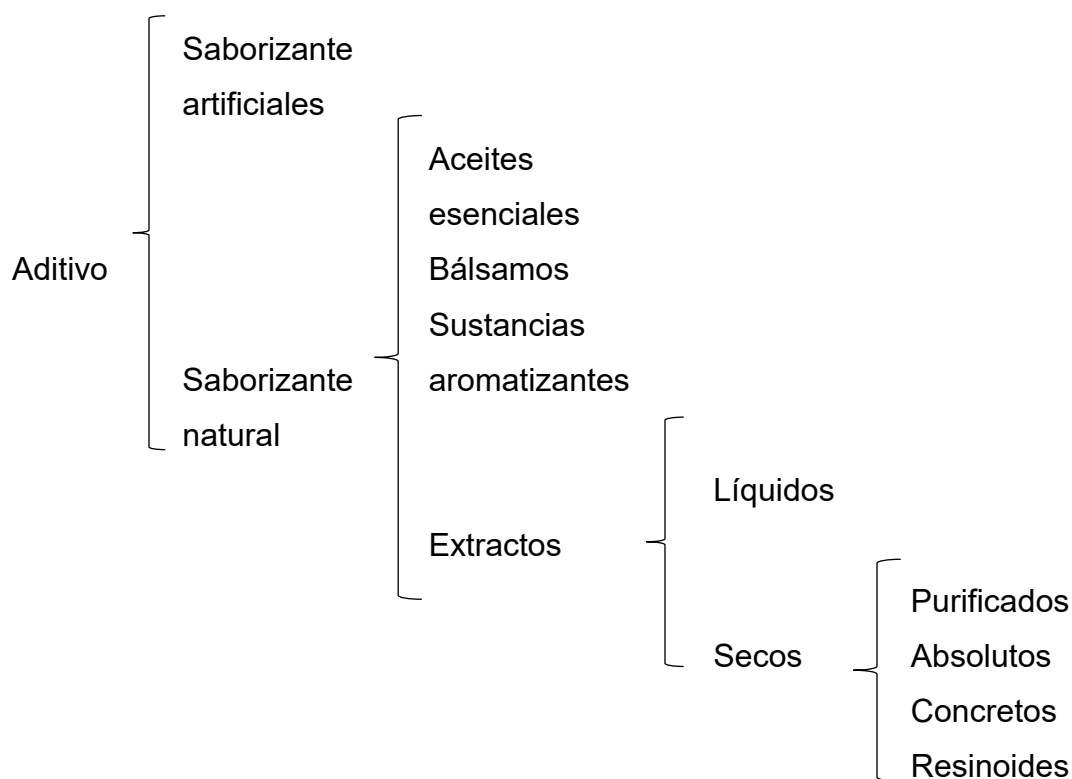 Saborizante
artificiales
Aceites
esenciales
Aditivo
Bálsamos
Sustancias
Saborizante
aromatizantes
natural
Líquidos
Extractos
Purificados
Secos
Absolutos
Concretos
Resinoides